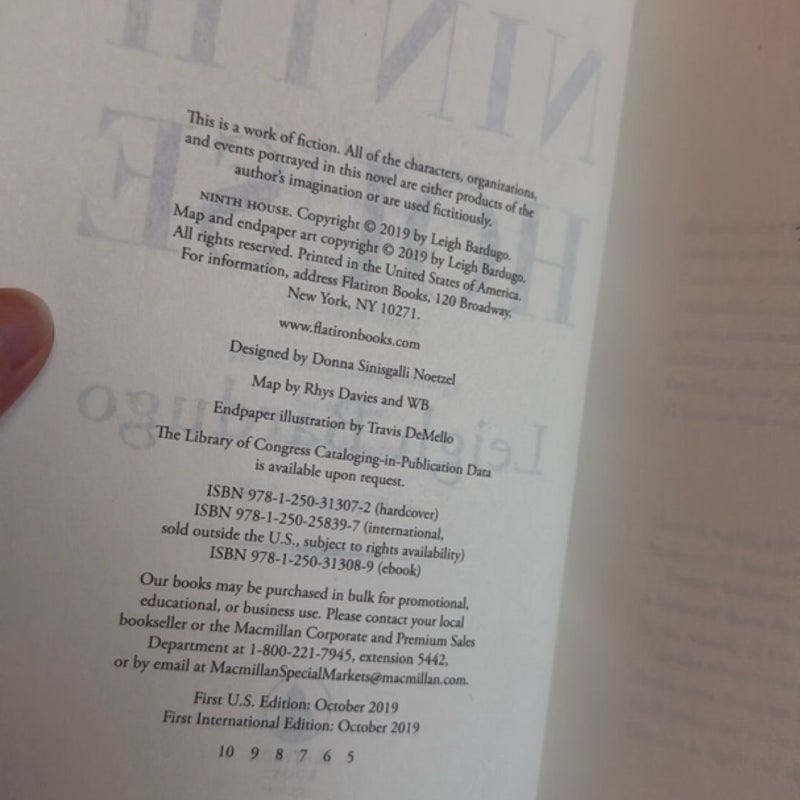 This is a work of fiction. All of the characters, organizations,
and events portrayed in this novel are either products of the
author's imagination or are used fictitiously.
NINTH HOUSE. Copyright © 2019 by Leigh Bardugo.
Map and endpaper art copyright © 2019 by Leigh Bardugo.
All rights reserved. Printed in the United States of America.
For information, address Flatiron Books, 120 Broadway,
New York, NY 10271.
www.flatironbooks.com
Designed by Donna Sinisgalli Noetzel
Map by Rhys Davies and WB
Endpaper illustration by Travis DeMello
The Library of Congress Cataloging-in-Publication Data
is available upon request.
ISBN 978-1-250-31307-2 (hardcover)
ISBN 978-1-250-25839-7 (international,
sold outside the U.S., subject to rights availability)
ISBN 978-1-250-31308-9 (ebook)
Our books may be purchased in bulk for promotional,
educational, or business use. Please contact your local
bookseller or the Macmillan Corporate and Premium Sales
Department at 1-800-221-7945, extension 5442,
or by email at MacmillanSpecialMarkets@macmillan.com.
First U.S. Edition: October 2019
First International Edition: October 2019
10 9 8 7 6 5